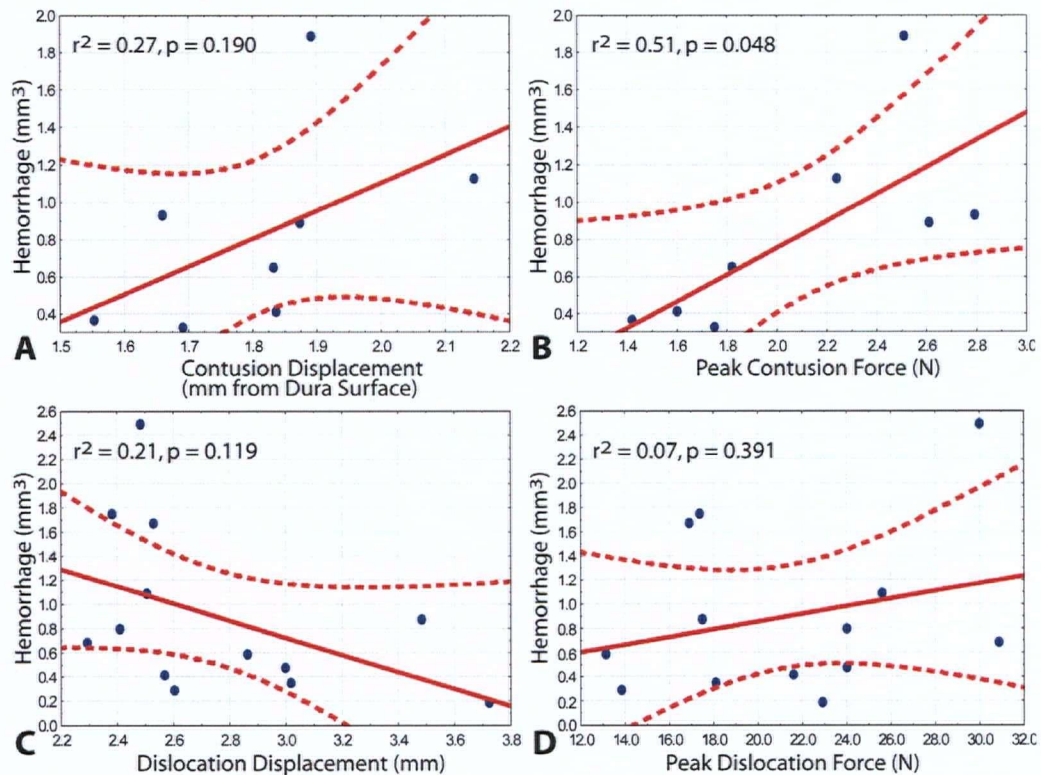 2.0
1.8
1.6
1.4
1.2
1.0
0.8
0.6
0.4
Hemorrhage (mm³)
r² = 0.27, p = 0.190
A
1.5 1.6 1.7 1.8 1.9 2.0 2.1 2.2
Contusion Displacement
(mm from Dura Surface)
2.0
1.8
1.6
1.4
1.2
1.0
0.8
0.6
0.4
Hemorrhage (mm³)
r² = 0.51, p = 0.048
B
1.2 1.4 1.6 1.8 2.0 2.2 2.4 2.6 2.8 3.0
Peak Contusion Force (N)
2.6
2.4
2.2
2.0
1.8
1.6
1.4
1.2
1.0
0.8
0.6
0.4
0.2
0.0
Hemorrhage (mm³)
r² = 0.21, p = 0.119
C
2.2 2.4 2.6 2.8 3.0 3.2 3.4 3.6 3.8
Dislocation Displacement (mm)
2.6
2.4
2.2
2.0
1.8
1.6
1.4
1.2
1.0
0.8
0.6
0.4
0.2
0.0
Hemorrhage (mm³)
r² = 0.07, p = 0.391
D
12.0 14.0 16.0 18.0 20.0 22.0 24.0 26.0 28.0 30.0 32.0
Peak Dislocation Force (N)